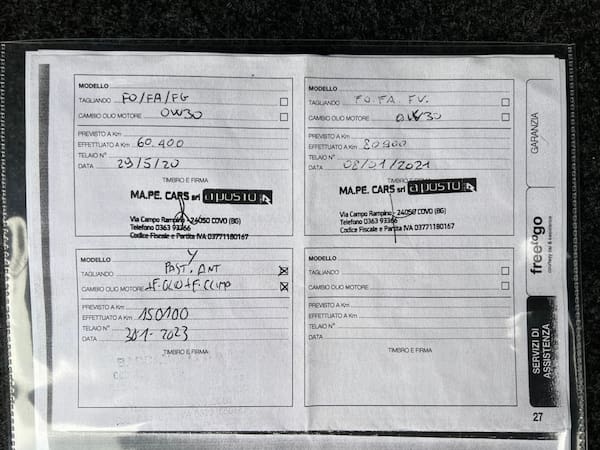 MODELLO
TAGLIANDO FO/FA/FG
CAMBIO OLIO MOTORE 0W30
PREVISTO A Km
EFFETTUATO A Km 60.400
TELAIO N°
DATA 29/5/20
TIMBRO E FIRMA
MA.PE. CARS srl a posto
Via Campo Rampino - 24050 COVO (BG)
Telefono 0363 93366
Codice Fiscale e Partita IVA 03771180167
MODELLO
TAGLIANDO FO.FA.FV.
CAMBIO OLIO MOTORE 0W30
PREVISTO A Km
EFFETTUATO A Km 80900
TELAIO N°
DATA 08/01/2021
TIMBRO E FIRMA
MA.PE. CARS srl a posto
Via Campo Rampino - 24050 COVO (BG)
Telefono 0363 93366
Codice Fiscale e Partita IVA 03771180167
MODELLO Y
TAGLIANDO PAST. ANT
CAMBIO OLIO MOTORE
PREVISTO A Km
EFFETTUATO A Km 150100
TELAIO N°
DATA 2023
TIMBRO E FIRMA
MODELLO
TAGLIANDO
CAMBIO OLIO MOTORE
PREVISTO A Km
EFFETTUATO A Km
TELAIO N°
DATA
TIMBRO E FIRMA
GARANZIA
freetogo
SERVIZI DI
ASSISTENZA
27